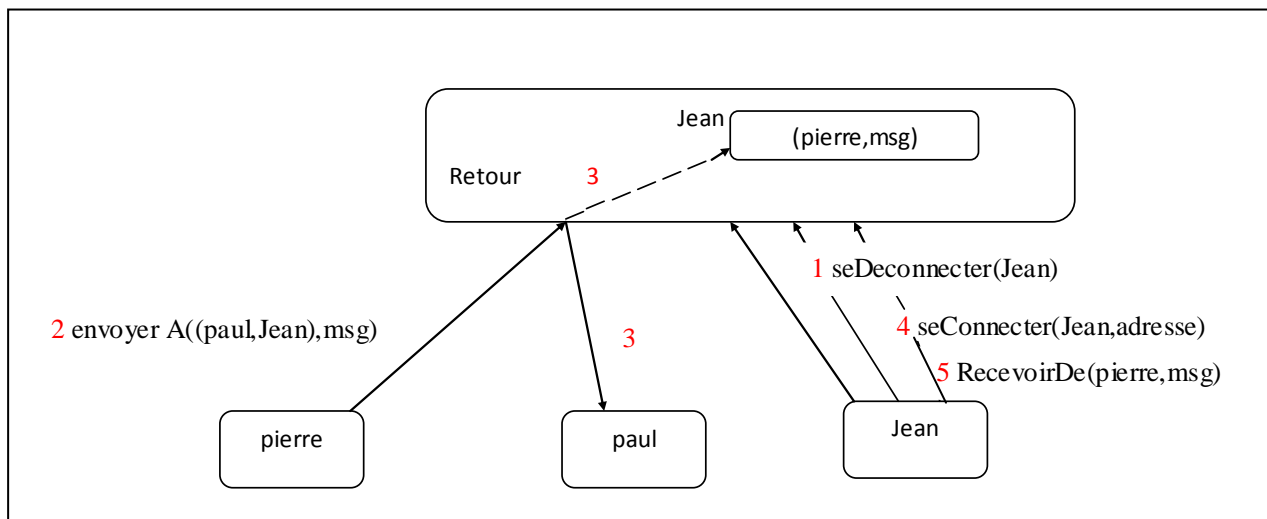 Jean
(pierre,msg)
Retour
3
1 seDeconnecter(Jean)
2 envoyer A((paul,Jean),msg)
3
4 seConnecter(Jean,adresse)
5 RecevoirDe(pierre,msg)
pierre
paul
Jean